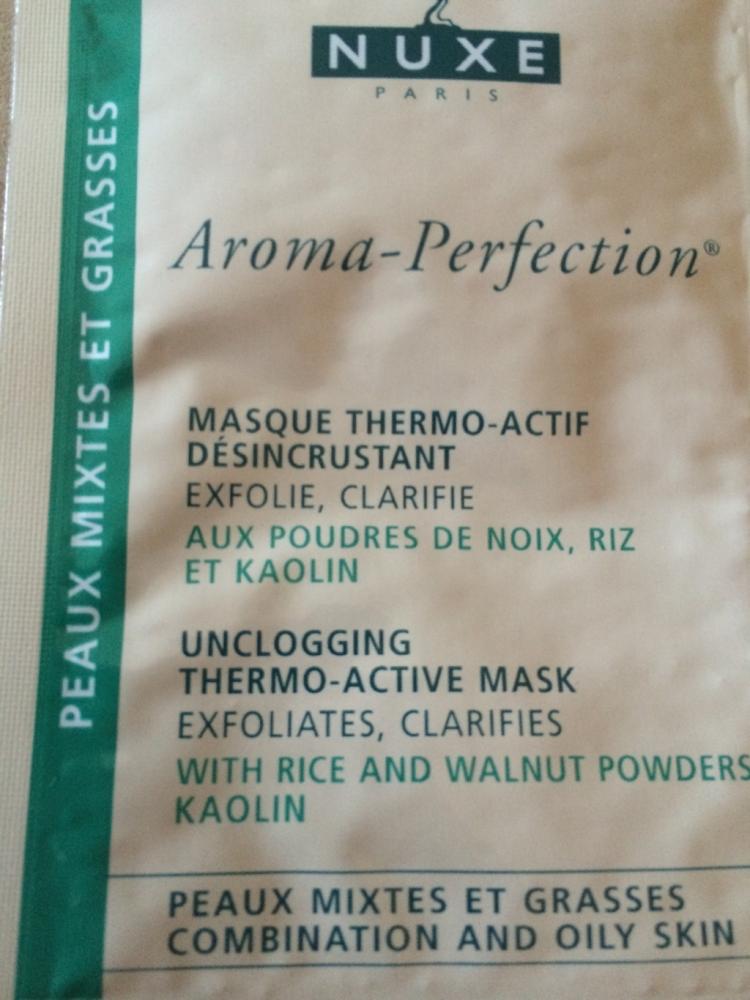 NUXE
PARIS
PEAUX MIXTES ET GRASSES
Aroma-Perfection®
MASQUE THERMO-ACTIF
DÉSINCRUSTANT
EXFOLIE, CLARIFIE
AUX POUDRES DE NOIX, RIZ
ET KAOLIN
UNCLOGGING
THERMO-ACTIVE MASK
EXFOLIATES, CLARIFIES
WITH RICE AND WALNUT POWDERS
KAOLIN
PEAUX MIXTES ET GRASSES
COMBINATION AND OILY SKIN